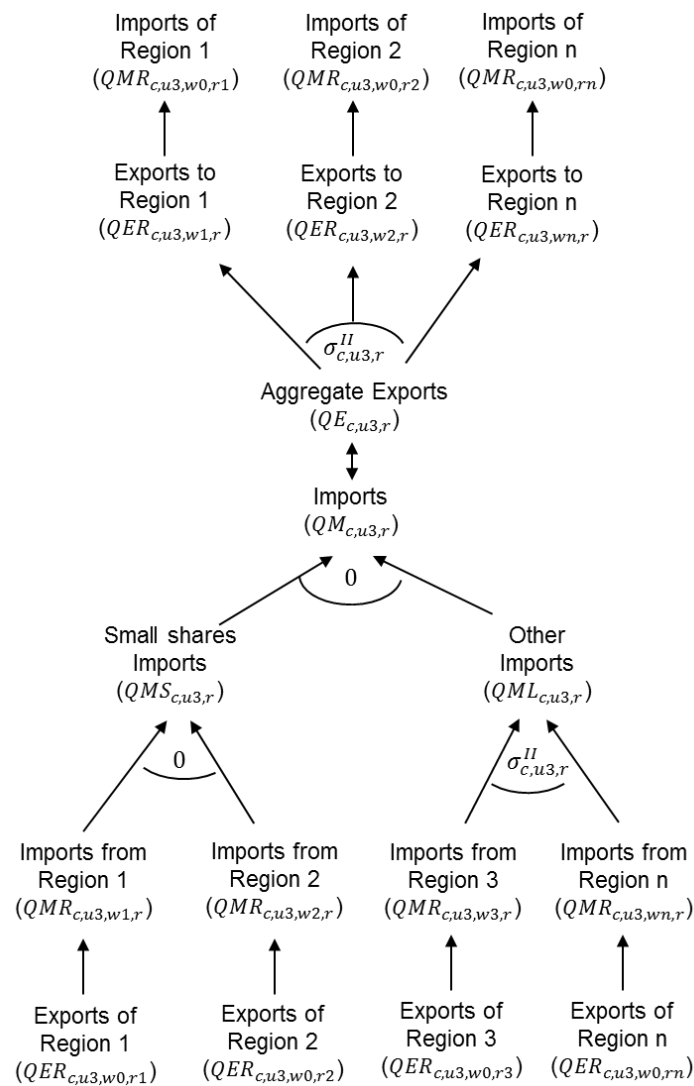 Imports of Region 1
(QMR_{c,u3,w0,r1})
Imports of Region 2
(QMR_{c,u3,w0,r2})
Imports of Region n
(QMR_{c,u3,w0,rn})
Exports to Region 1
(QER_{c,u3,w1,r})
Exports to Region 2
(QER_{c,u3,w2,r})
Exports to Region n
(QER_{c,u3,wn,r})
σ^{II}_{c,u3,r}
Aggregate Exports
(QE_{c,u3,r})
Imports
(QM_{c,u3,r})
0
Small shares
Imports
(QMS_{c,u3,r})
Other
Imports
(QML_{c,u3,r})
0
σ^{II}_{c,u3,r}
Imports from
Region 1
(QMR_{c,u3,w1,r})
Imports from
Region 2
(QMR_{c,u3,w2,r})
Imports from
Region 3
(QMR_{c,u3,w3,r})
Imports from
Region n
(QMR_{c,u3,wn,r})
Exports of
Region 1
(QER_{c,u3,w0,r1})
Exports of
Region 2
(QER_{c,u3,w0,r2})
Exports of
Region 3
(QER_{c,u3,w0,r3})
Exports of
Region n
(QER_{c,u3,w0,rn})